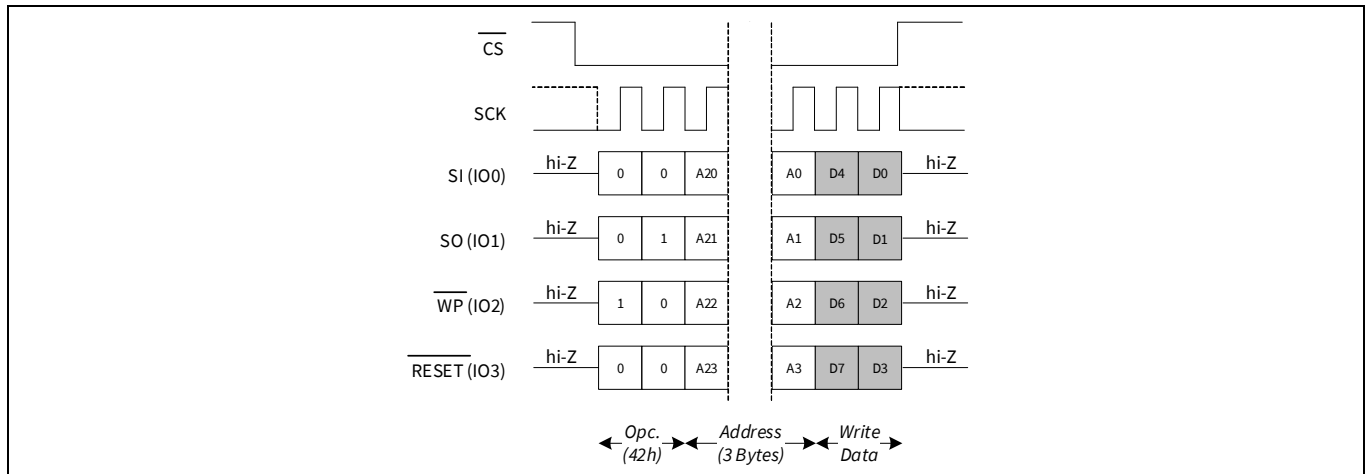 CS
SCK
SI (IO0) hi-Z 0 0 A20 A0 D4 D0 hi-Z
SO (IO1) hi-Z 0 1 A21 A1 D5 D1 hi-Z
WP (IO2) hi-Z 1 0 A22 A2 D6 D2 hi-Z
RESET (IO3) hi-Z 0 0 A23 A3 D7 D3 hi-Z
Opc. Address Write
(42h) (3 Bytes) Data